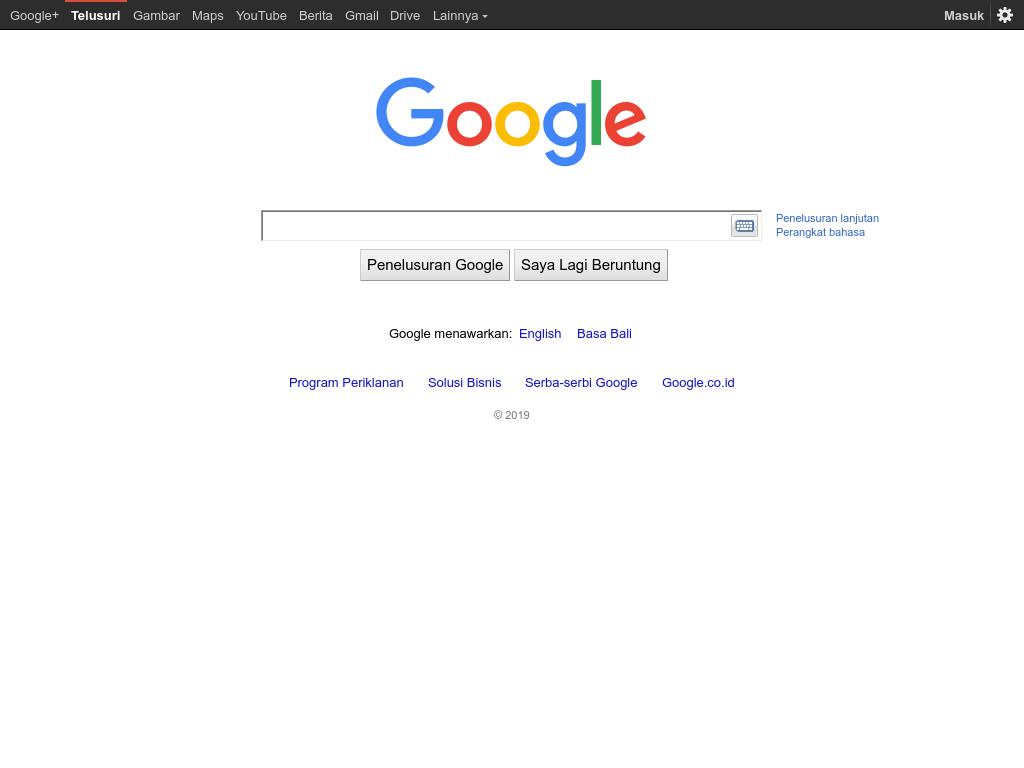 Google+ Telusuri Gambar Maps YouTube Berita Gmail Drive Lainnya Masuk
Google
Penelusuran lanjutan
Perangkat bahasa
Penelusuran Google Saya Lagi Beruntung
Google menawarkan: English Basa Bali
Program Periklanan Solusi Bisnis Serba-serbi Google Google.co.id
© 2019